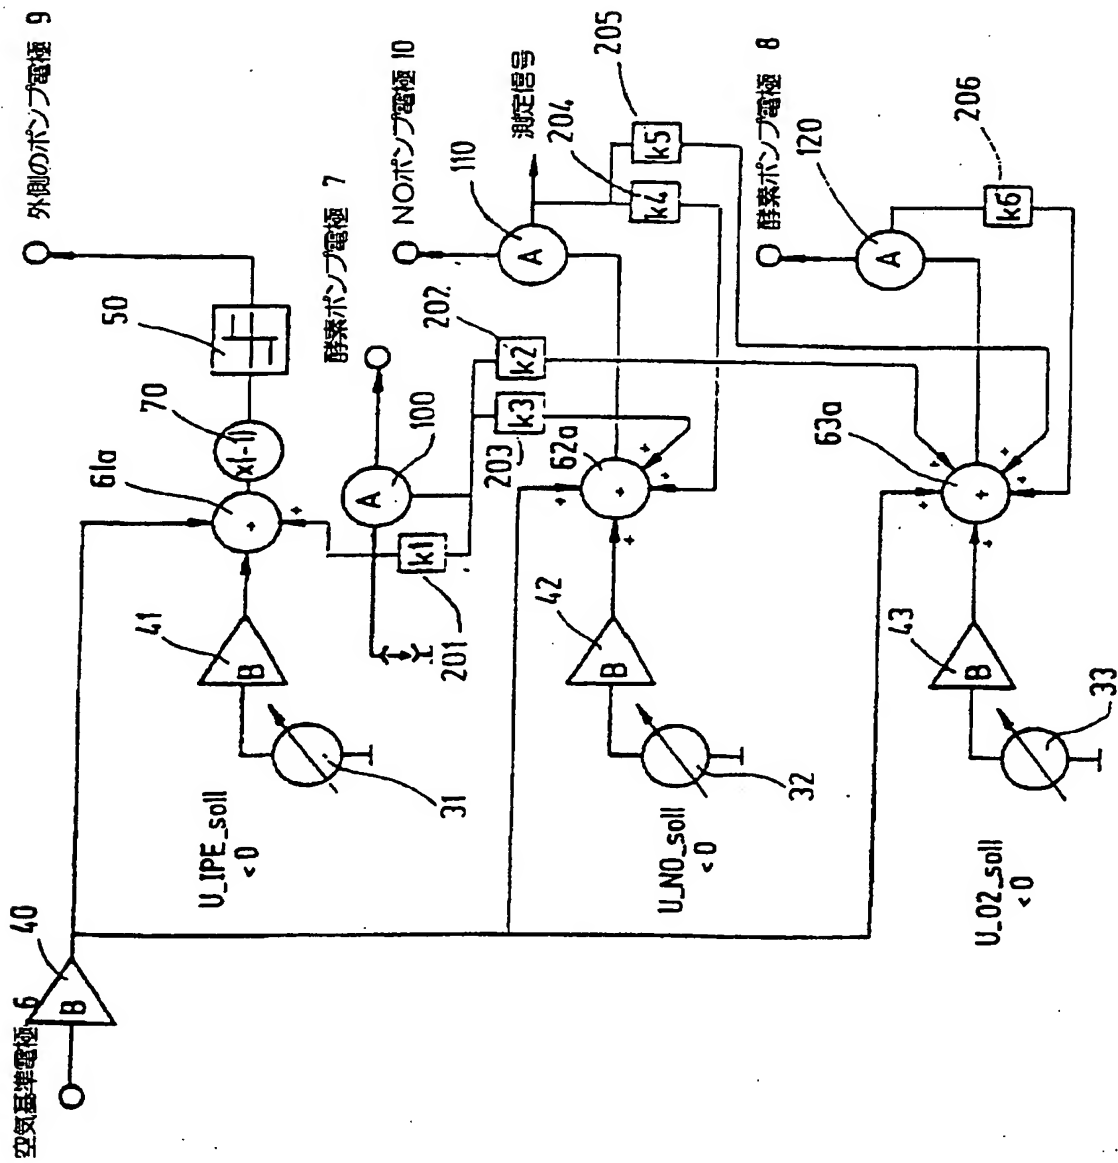 空気基準電極 6
40
B
U_IPE_soll
< 0
31
41
B
61a
+
+
70
x(-1)
50
外側のポンプ電極 9
201
k1
A
100
酵素ポンプ電極 7
203
k3
202
k2
U_NO_soll
< 0
32
42
B
62a
+
+
+
+
+
110
A
NOポンプ電極 10
測定信号
204
k4
205
k5
U_O2_soll
< 0
33
43
B
63a
+
+
+
+
+
+
120
A
酵素ポンプ電極 8
206
k6